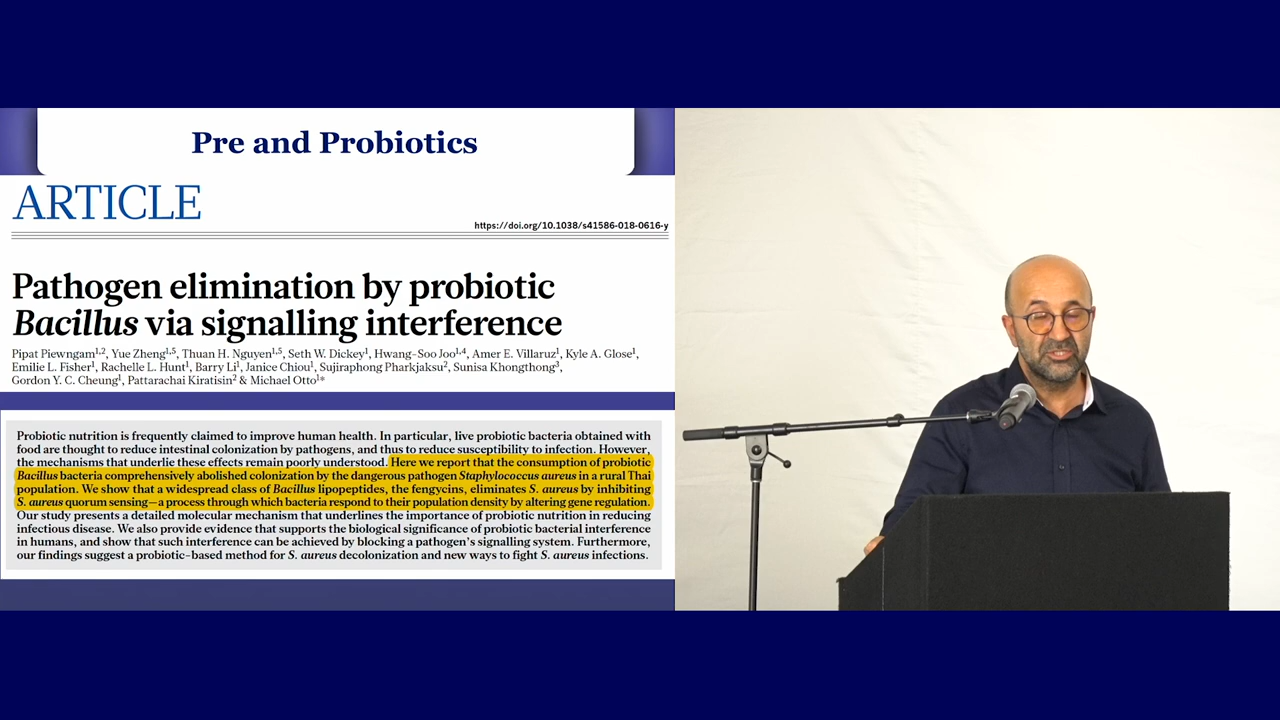 Pre and Probiotics
ARTICLE
https://doi.org/10.1038/s41586-018-0616-y
Pathogen elimination by probiotic
Bacillus via signalling interference
Pipat Piewngam1,2, Yue Zheng1,5, Thuan H. Nguyen1,5, Seth W. Dickey1, Hwang-Soo Joo1,4, Amer E. Villaruz1, Kyle A. Glose1,
Emilie L. Fisher1, Rachelle L. Hunt1, Barry Li1, Janice Chiou1, Sujiraphong Pharkjaksu2, Sunisa Khongthong3,
Gordon Y. C. Cheung1, Pattarachai Kiratisin2 & Michael Otto1*
Probiotic nutrition is frequently claimed to improve human health. In particular, live probiotic bacteria obtained with
food are thought to reduce intestinal colonization by pathogens, and thus to reduce susceptibility to infection. However,
the mechanisms that underlie these effects remain poorly understood. Here we report that the consumption of probiotic
Bacillus bacteria comprehensively abolished colonization by the dangerous pathogen Staphylococcus aureus in a rural Thai
population. We show that a widespread class of Bacillus lipopeptides, the fengycins, eliminates S. aureus by inhibiting
S. aureus quorum sensing—a process through which bacteria respond to their population density by altering gene regulation.
Our study presents a detailed molecular mechanism that underlines the importance of probiotic nutrition in reducing
infectious disease. We also provide evidence that supports the biological significance of probiotic bacterial interference
in humans, and show that such interference can be achieved by blocking a pathogen's signalling system. Furthermore,
our findings suggest a probiotic-based method for S. aureus decolonization and new ways to fight S. aureus infections.